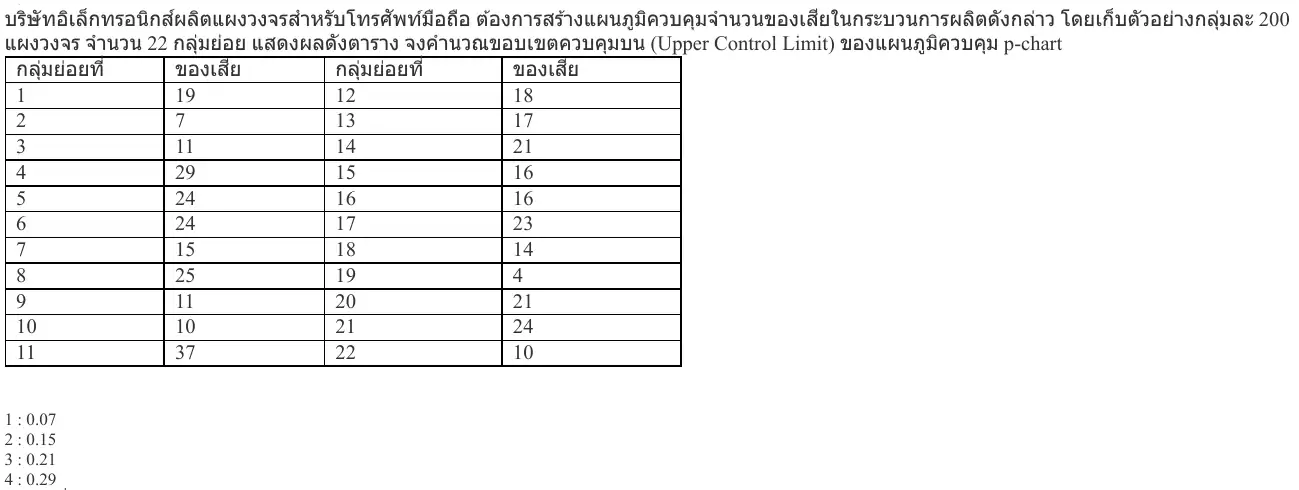 บริษัทอิเล็กทรอนิกส์ผลิตแผงวงจรสำหรับโทรศัพท์มือถือ ต้องการสร้างแผนภูมิควบคุมจำนวนของเสียในกระบวนการผลิตดังกล่าว โดยเก็บตัวอย่างกลุ่มละ 200
แผงวงจร จำนวน 22 กลุ่มย่อย แสดงผลดังตาราง จงคำนวณขอบเขตควบคุมบน (Upper Control Limit) ของแผนภูมิควบคุม p-chart
กลุ่มย่อยที่ ของเสีย กลุ่มย่อยที่ ของเสีย
1 19 12 18
2 7 13 17
3 11 14 21
4 29 15 16
5 24 16 16
6 24 17 23
7 15 18 14
8 25 19 4
9 11 20 21
10 10 21 24
11 37 22 10
1 : 0.07
2 : 0.15
3 : 0.21
4 : 0.29